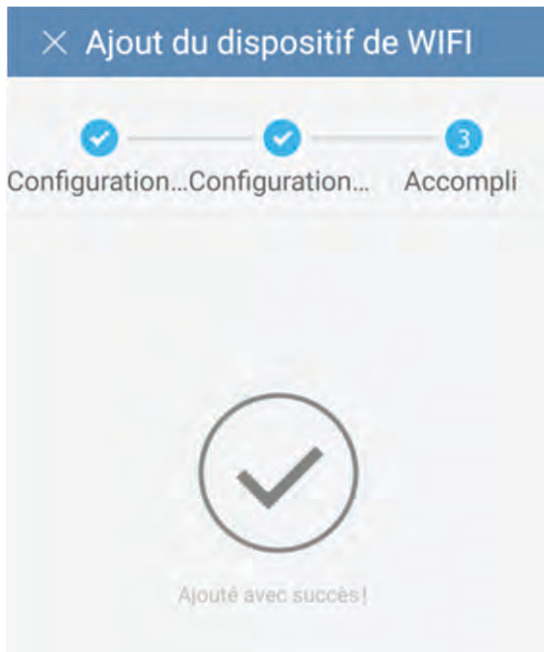 Ajout du dispositif de WIFI
3
Configuration...Configuration... Accompli
Ajouté avec succès!